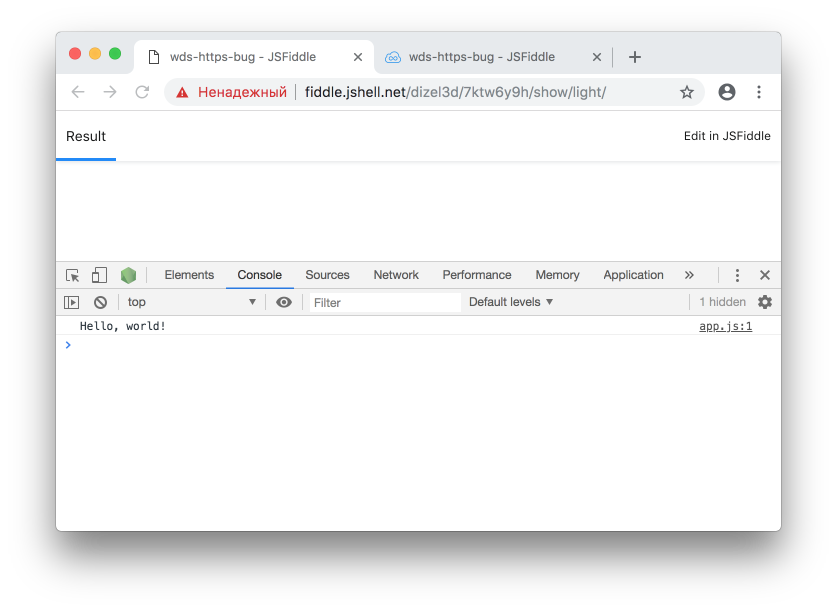 wds-https-bug - JSFiddle
wds-https-bug - JSFiddle
Ненадежный fiddle.jshell.net/dizel3d/7ktw6y9h/show/light/
Result
Edit in JSFiddle
Elements Console Sources Network Performance Memory Application »
top Filter Default levels 1 hidden
Hello, world! app.js:1